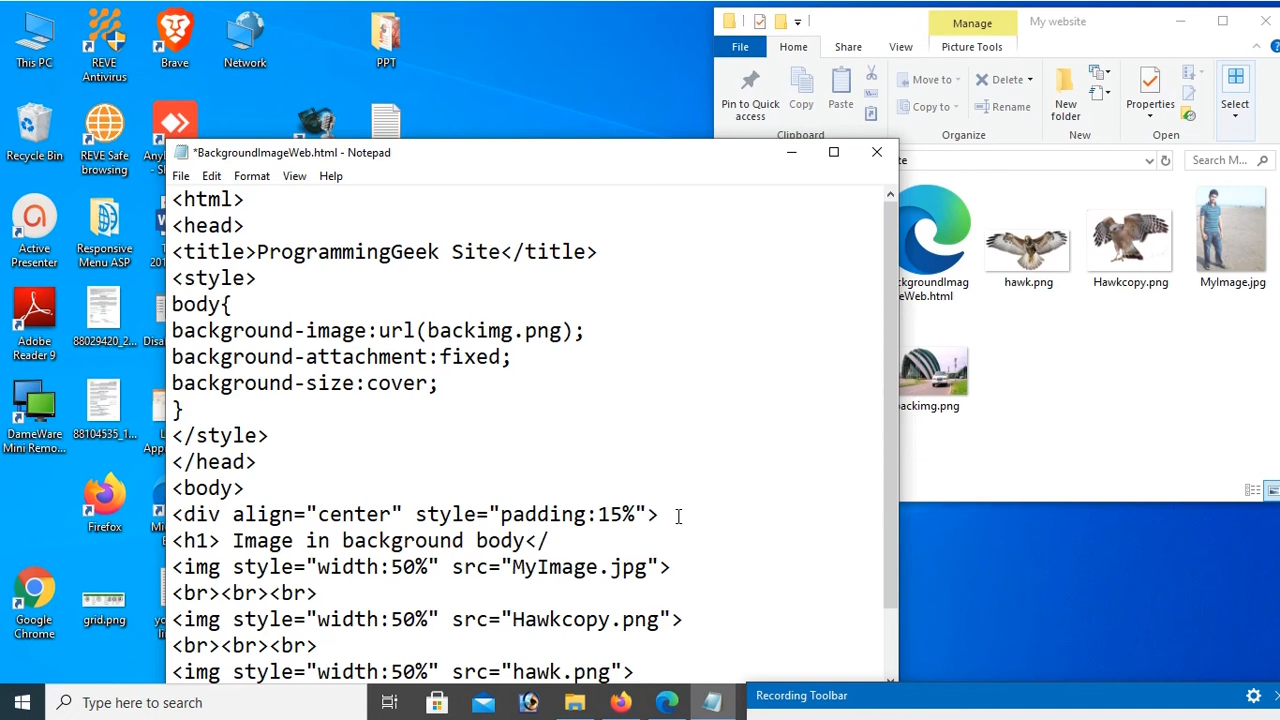 This PC
REVE
Antivirus
Brave
Network
PPT
Recycle Bin
REVE Safe
browsing
Active
Presenter
Responsive
Menu ASP
Adobe
Reader 9
88029420_2...
DameWare
Mini Remo...
88104535_1...
Firefox
Google
Chrome
grid.png
Manage
My website
File
Home
Share
View
Picture Tools
Pin to Quick
access
Copy
Paste
Move to
Copy to
Delete
Rename
New
folder
Properties
Select
Clipboard
Organize
New
Open
Search M...
hawk.png
Hawkcopy.png
MyImage.jpg
eWeb.html
*BackgroundImageWeb.html - Notepad
File Edit Format View Help
<html>
<head>
<title>ProgrammingGeek Site</title>
<style>
body{
background-image:url(backimg.png);
background-attachment:fixed;
background-size:cover;
}
</style>
</head>
<body>
<div align="center" style="padding:15%">
<h1> Image in background body</
<img style="width:50%" src="MyImage.jpg">
<br><br><br>
<img style="width:50%" src="Hawkcopy.png">
<br><br><br>
<img style="width:50%" src="hawk.png">
Type here to search
Recording Toolbar